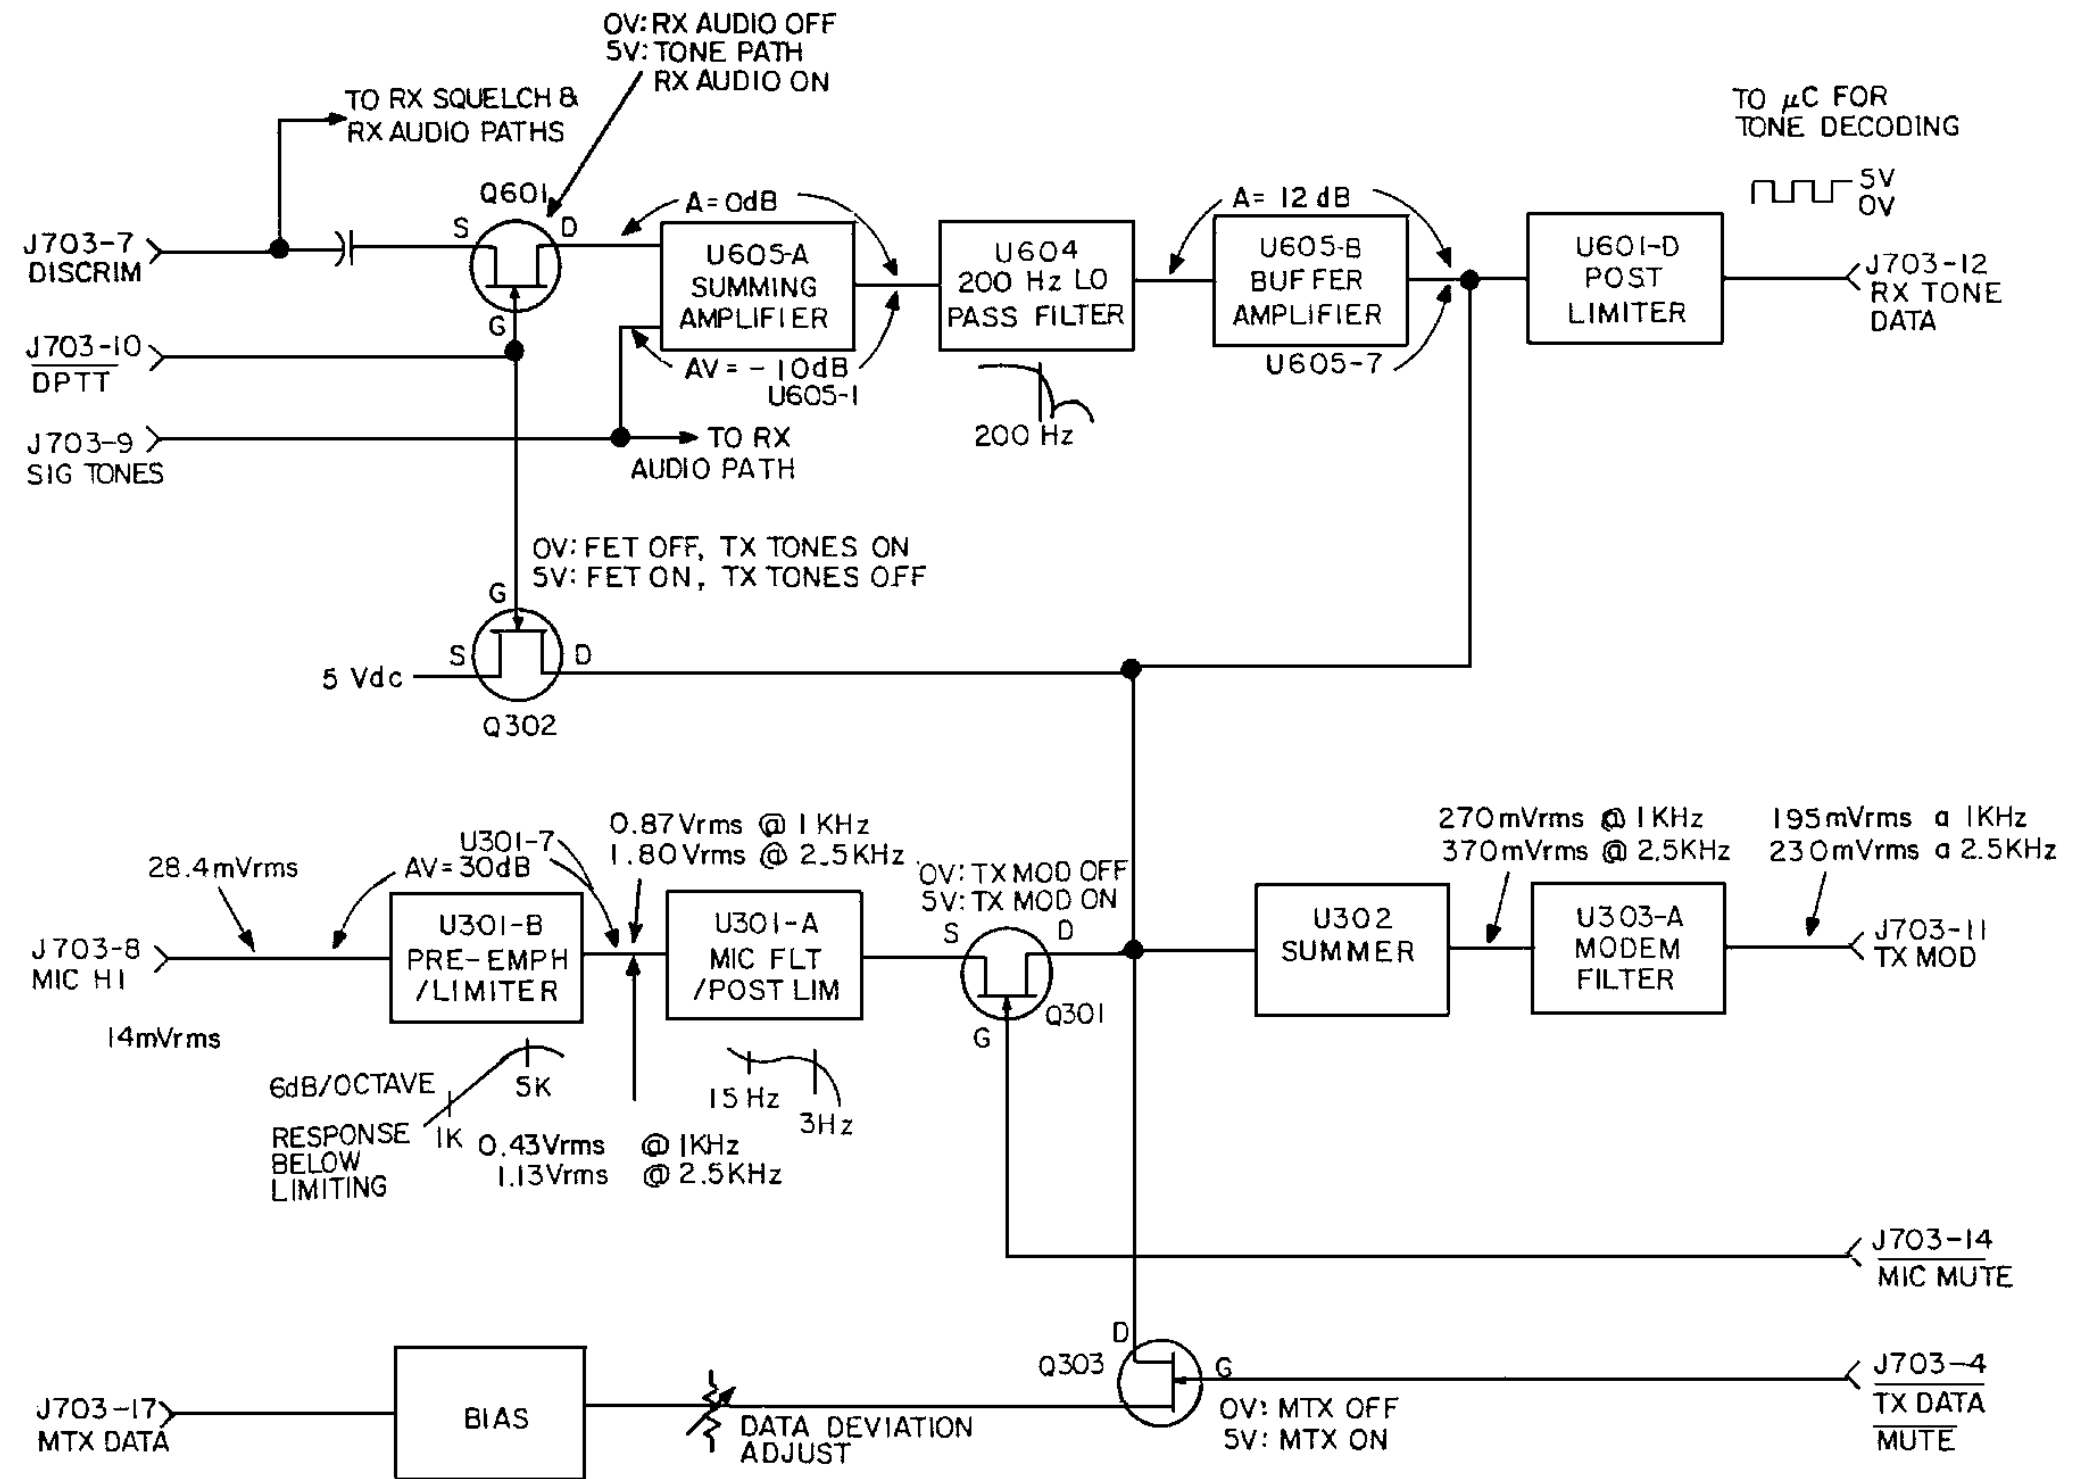 0V: RX AUDIO OFF
5V: TONE PATH
RX AUDIO ON
TO RX SQUELCH &
RX AUDIO PATHS
TO μC FOR
TONE DECODING
5V
0V
Q601
S
D
G
A=0dB
A= 12dB
J703-7
DISCRIM
U605-A
SUMMING
AMPLIFIER
U604
200 Hz LO
PASS FILTER
U605-B
BUFFER
AMPLIFIER
U601-D
POST
LIMITER
J703-12
RX TONE
DATA
J703-10
DPTT
AV= -10dB
U605-1
U605-7
200 Hz
J703-9
SIG TONES
TO RX
AUDIO PATH
0V: FET OFF, TX TONES ON
5V: FET ON, TX TONES OFF
G
S
D
5 Vdc
Q302
28.4mVrms
U301-7
AV=30dB
0.87Vrms @ 1KHz
1.80Vrms @ 2.5KHz
0V: TX MOD OFF
5V: TX MOD ON
270mVrms @ 1KHz
370mVrms @ 2.5KHz
195mVrms a 1KHz
230mVrms a 2.5KHz
J703-8
MIC HI
U301-B
PRE-EMPH
/LIMITER
U301-A
MIC FLT
/POST LIM
S
D
G
Q301
U302
SUMMER
U303-A
MODEM
FILTER
J703-11
TX MOD
14mVrms
6dB/OCTAVE
5K
1K
RESPONSE
BELOW
LIMITING
15Hz
3Hz
0.43Vrms @ 1KHz
1.13Vrms @ 2.5KHz
J703-14
MIC MUTE
D
Q303
G
J703-4
TX DATA
MUTE
0V: MTX OFF
5V: MTX ON
J703-17
MTX DATA
BIAS
DATA DEVIATION
ADJUST